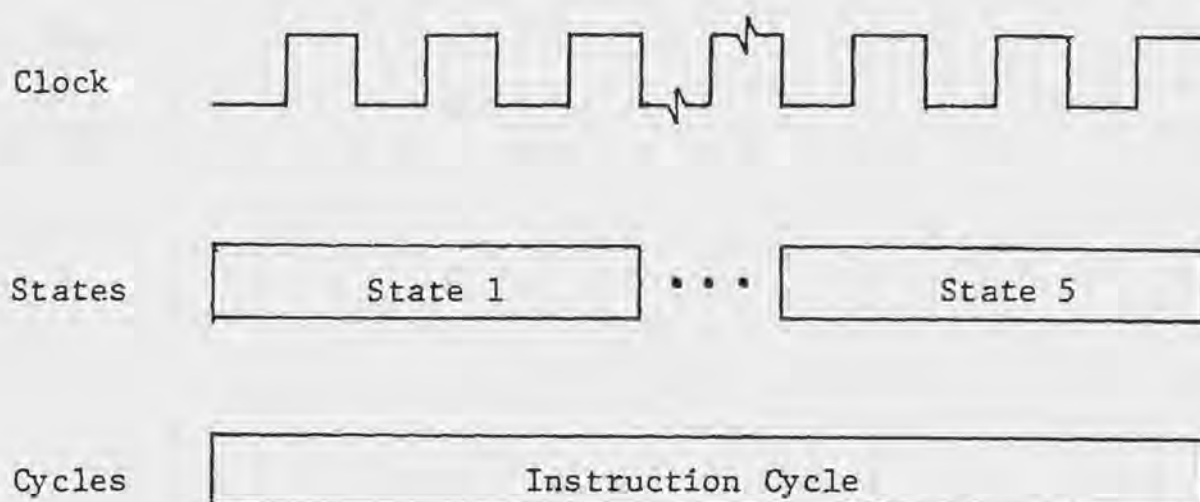 Clock
States
State 1
• • •
State 5
Cycles
Instruction Cycle